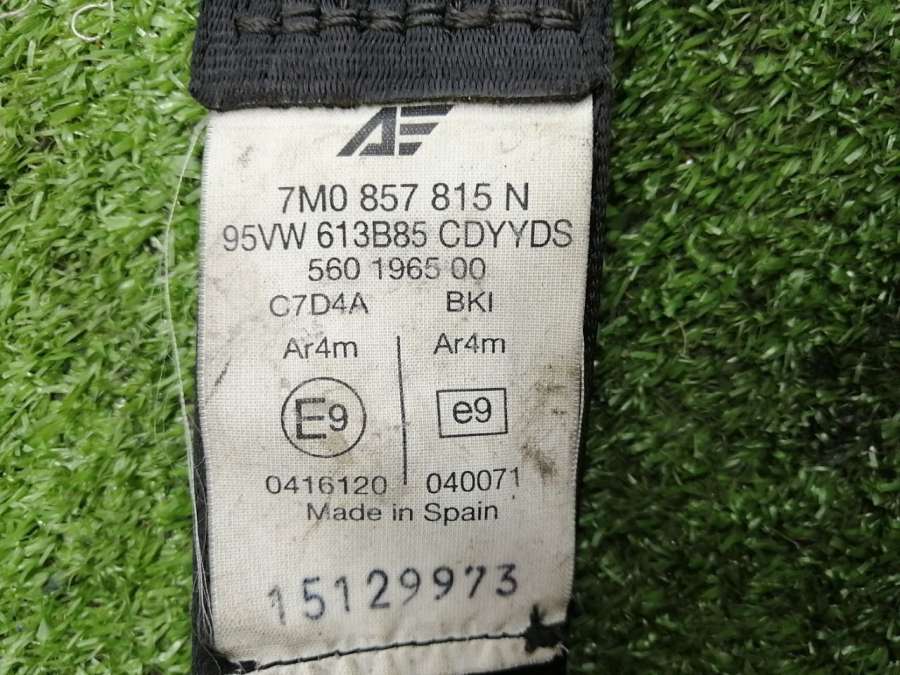 AE
7M0 857 815 N
95VW 613B85 CDYYDS
560 1965 00
C7D4A BKI
Ar4m Ar4m
E9 e9
0416120 040071
Made in Spain
15129973